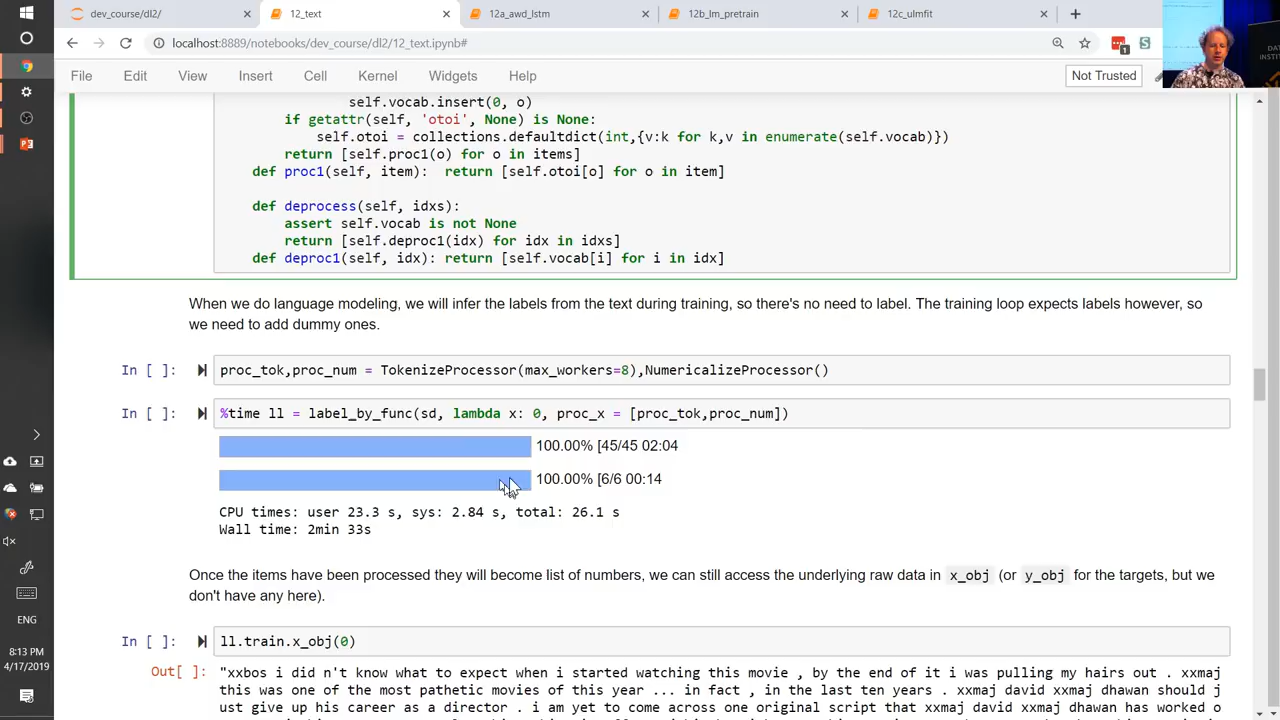 dev_course/dl2/
12_text
12a_awd_lstm
12b_lm_pretrain
12c_ulmfit
localhost:8889/notebooks/dev_course/dl2/12_text.ipynb#
File Edit View Insert Cell Kernel Widgets Help
Not Trusted
self.vocab.insert(0, o)
if getattr(self, 'otoi', None) is None:
self.otoi = collections.defaultdict(int,{v:k for k,v in enumerate(self.vocab)})
return [self.proc1(o) for o in items]
def proc1(self, item):  return [self.otoi[o] for o in item]
def deprocess(self, idxs):
assert self.vocab is not None
return [self.deproc1(idx) for idx in idxs]
def deproc1(self, idx): return [self.vocab[i] for i in idx]
When we do language modeling, we will infer the labels from the text during training, so there's no need to label. The training loop expects labels however, so
we need to add dummy ones.
In [ ]: proc_tok,proc_num = TokenizeProcessor(max_workers=8),NumericalizeProcessor()
In [ ]: %time ll = label_by_func(sd, lambda x: 0, proc_x = [proc_tok,proc_num])
100.00% [45/45 02:04
100.00% [6/6 00:14
CPU times: user 23.3 s, sys: 2.84 s, total: 26.1 s
Wall time: 2min 33s
Once the items have been processed they will become list of numbers, we can still access the underlying raw data in x_obj (or y_obj for the targets, but we
don't have any here).
In [ ]: ll.train.x_obj(0)
Out[ ]: "xxbos i did n't know what to expect when i started watching this movie , by the end of it i was pulling my hairs out . xxmaj
this was one of the most pathetic movies of this year ... in fact , in the last ten years . xxmaj david xxmaj dhawan should j
ust give up his career as a director . i am yet to come across one original script that xxmaj david xxmaj dhawan has worked o
ENG
8:13 PM
4/17/2019